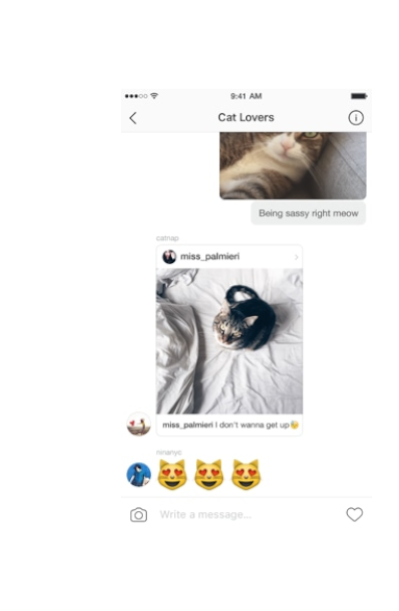 9:41 AM
Cat Lovers
Being sassy right meow
catnap
miss_palmieri
miss_palmieri I don't wanna get up
ninanyc
Write a message...